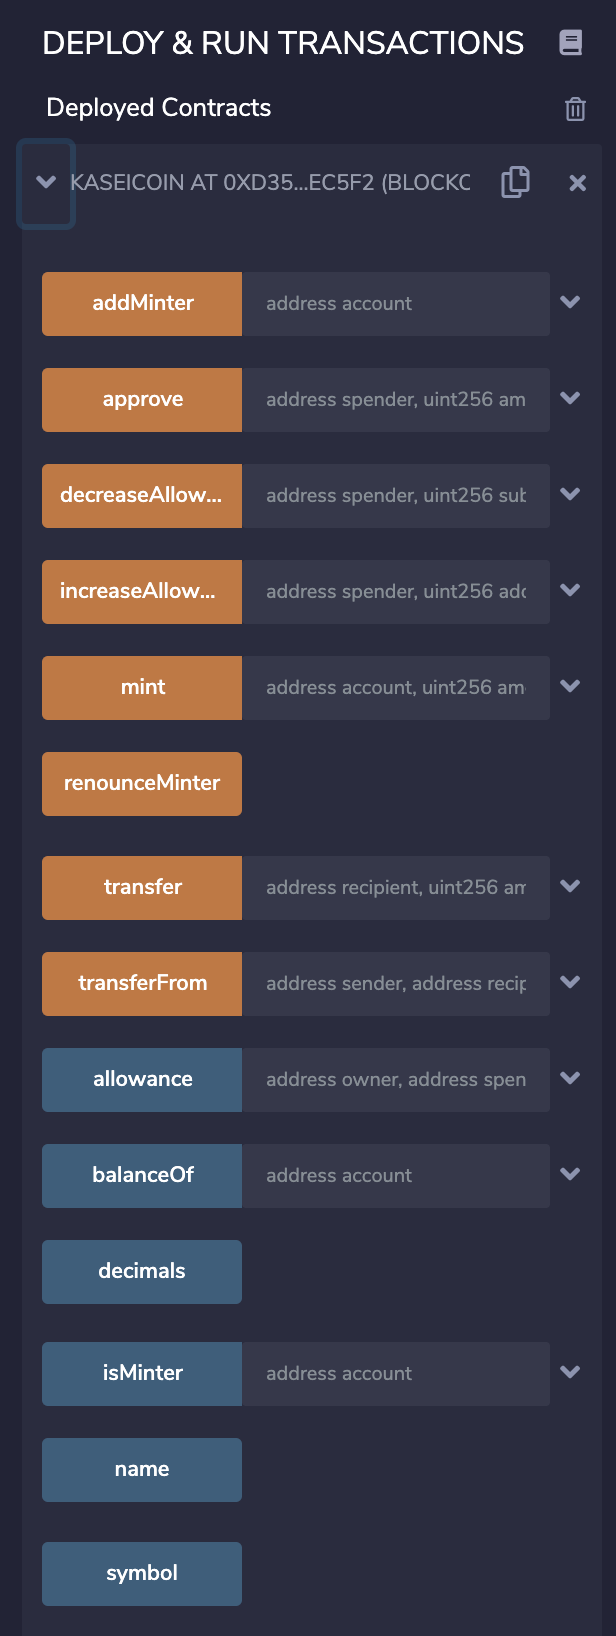 DEPLOY & RUN TRANSACTIONS
Deployed Contracts
KASEICOIN AT 0XD35...EC5F2 (BLOCKC
addMinter address account
approve address spender, uint256 am
decreaseAllow... address spender, uint256 sub
increaseAllow... address spender, uint256 adc
mint address account, uint256 am
renounceMinter
transfer address recipient, uint256 am
transferFrom address sender, address recip
allowance address owner, address spen
balanceOf address account
decimals
isMinter address account
name
symbol